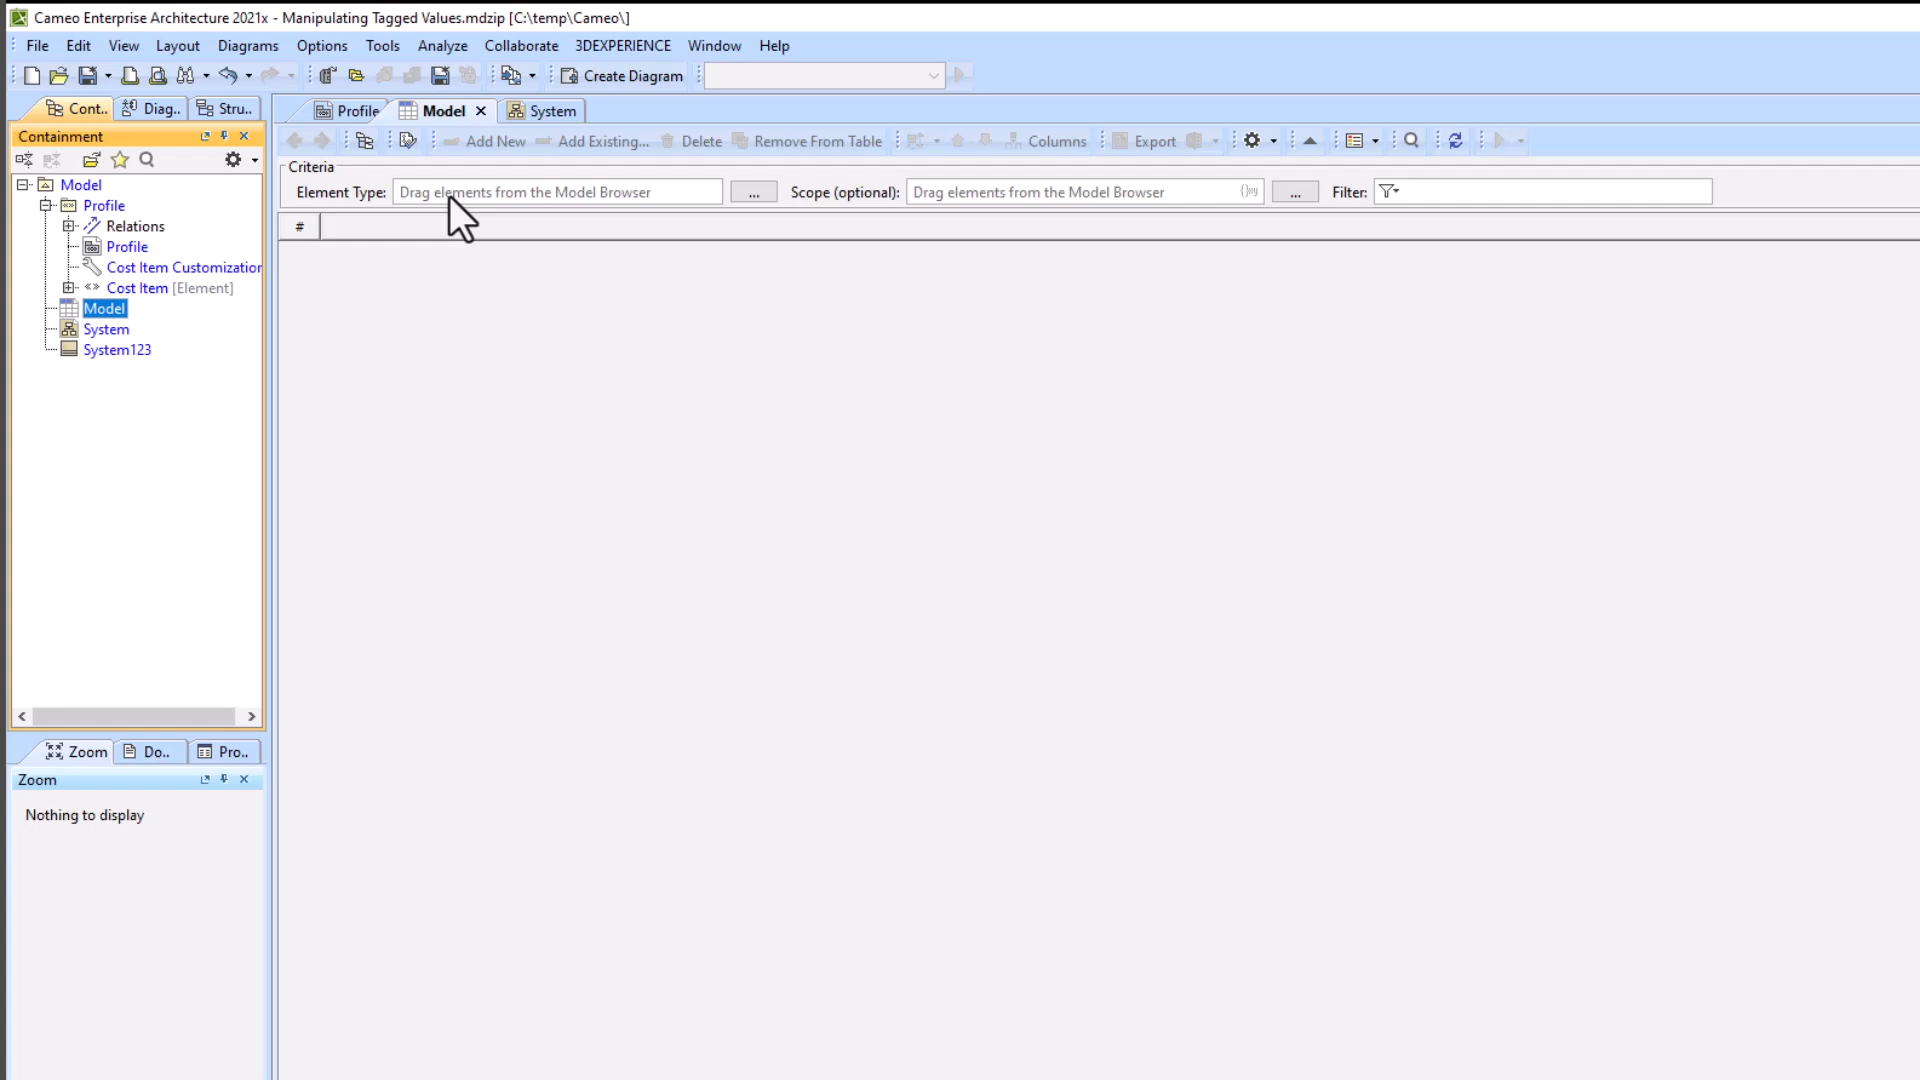 Cameo Enterprise Architecture 2021x - Manipulating Tagged Values.mdzip [C:\temp\Cameo\]
File Edit View Layout Diagrams Options Tools Analyze Collaborate 3DEXPERIENCE Window Help
Create Diagram
Cont.. Diag.. Stru.. Profile Model System
Containment
Add New Add Existing... Delete Remove From Table Columns Export
Criteria
Element Type: Drag elements from the Model Browser ... Scope (optional): Drag elements from the Model Browser ... Filter:
#
Model
Profile
Relations
Profile
Cost Item Customization
Cost Item [Element]
Model
System
System123
Zoom Do.. Pro..
Zoom
Nothing to display